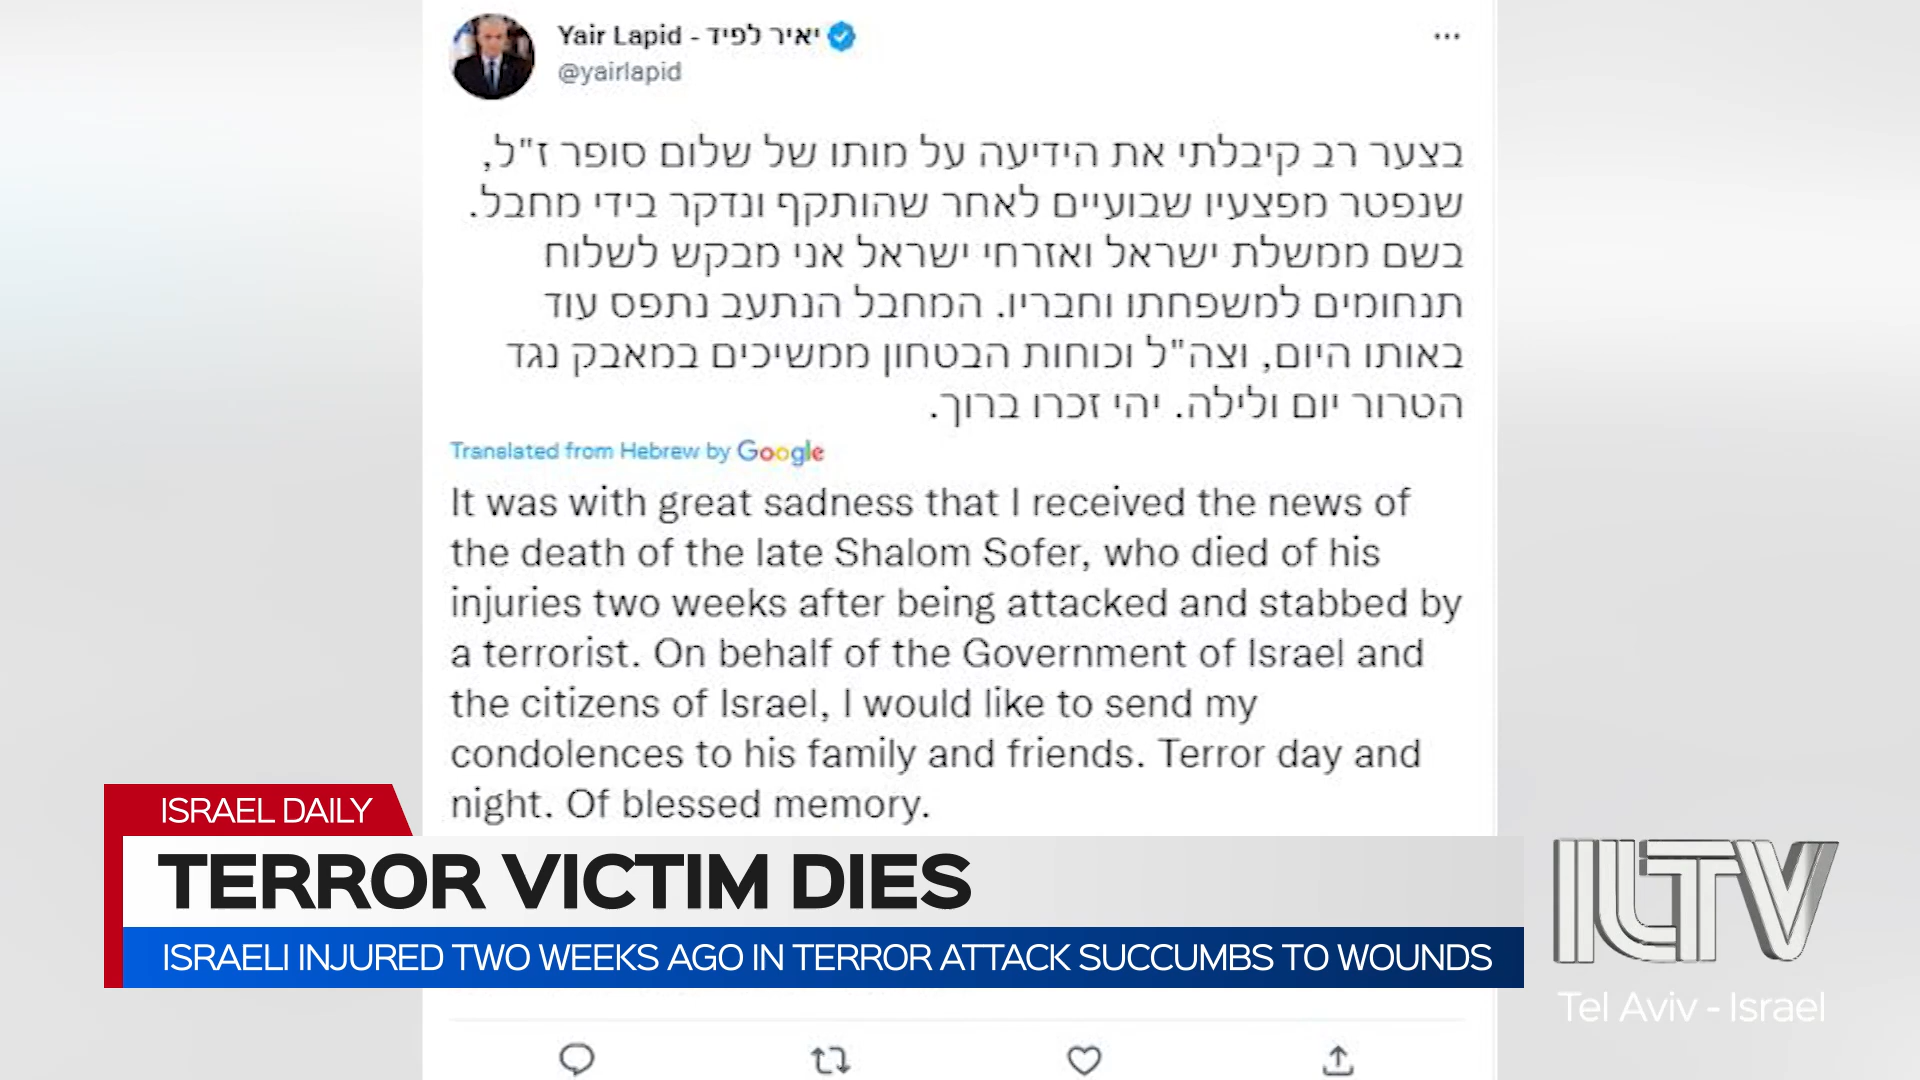 Yair Lapid - יאיר לפיד
@yairlapid
בצער רב קיבלתי את הידיעה על מותו של שלום סופר ז"ל,
שנפטר מפצעיו שבועיים לאחר שהותקף ונדקר בידי מחבל.
בשם ממשלת ישראל ואזרחי ישראל אני מבקש לשלוח
תנחומים למשפחתו וחבריו. המחבל הנתעב נתפס עוד
באותו היום, וצה"ל וכוחות הבטחון ממשיכים במאבק נגד
הטרור יום ולילה. יהי זכרו ברוך.
Translated from Hebrew by Google
It was with great sadness that I received the news of
the death of the late Shalom Sofer, who died of his
injuries two weeks after being attacked and stabbed by
a terrorist. On behalf of the Government of Israel and
the citizens of Israel, I would like to send my
condolences to his family and friends. Terror day and
night. Of blessed memory.
ISRAEL DAILY
TERROR VICTIM DIES
ISRAELI INJURED TWO WEEKS AGO IN TERROR ATTACK SUCCUMBS TO WOUNDS
ILTV
Tel Aviv - Israel